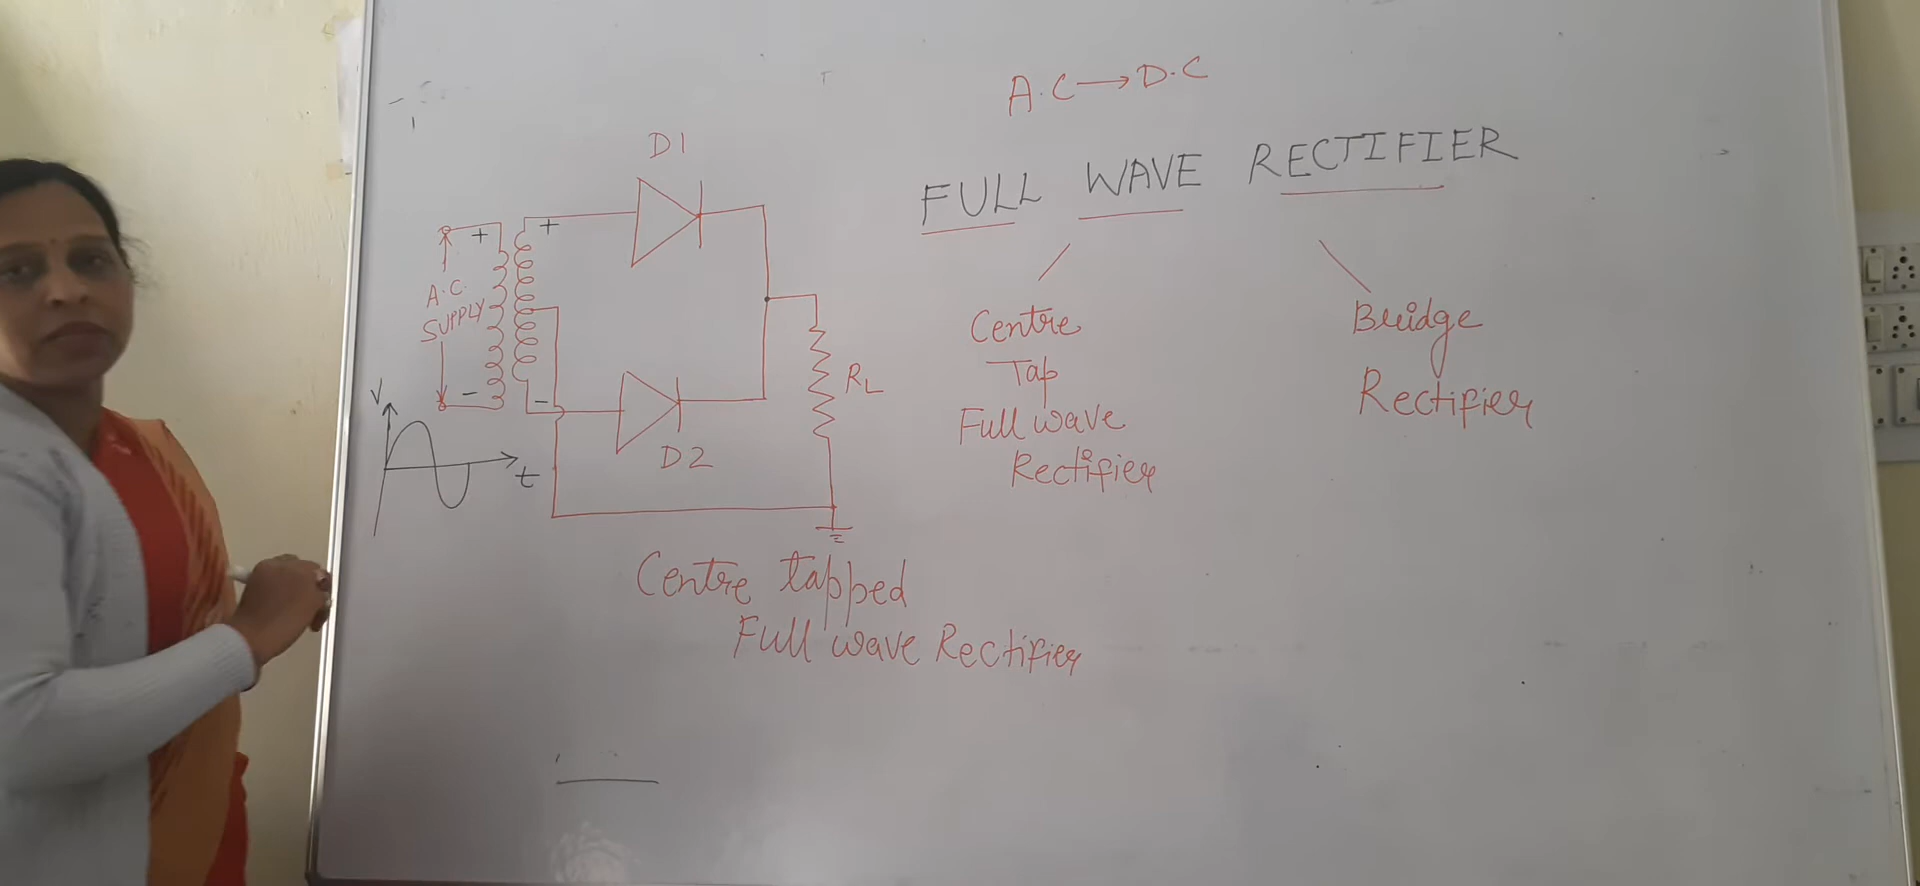 A.C → D.C
FULL WAVE RECTIFIER
Centre
Tap
Full wave
Rectifier
Bridge
Rectifier
D1
+
+
A.C.
SUPPLY
-
-
D2
RL
V
t
Centre tapped
Full wave Rectifier